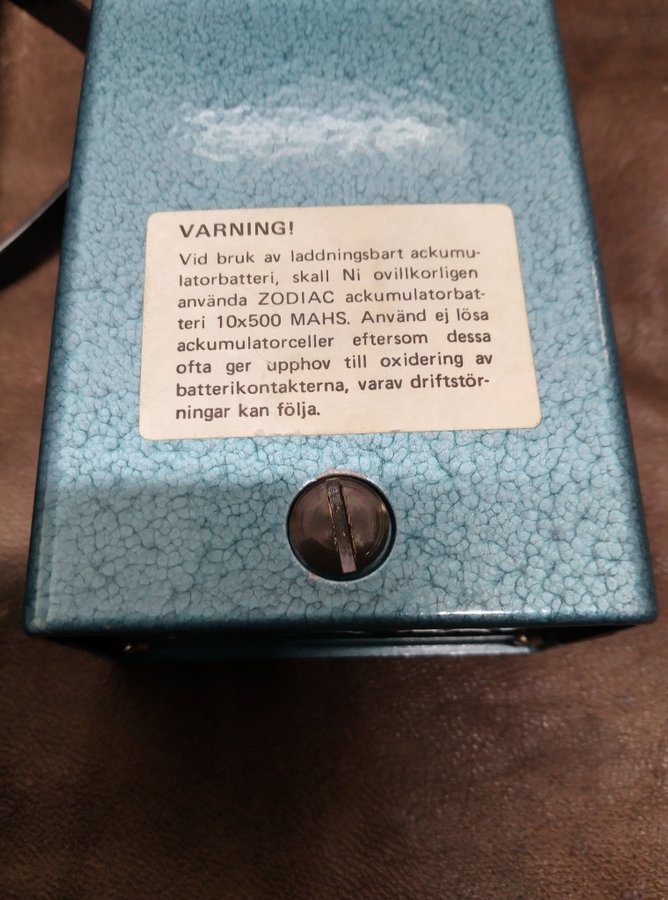 VARNING!
Vid bruk av laddningsbart ackumu-
latorbatteri, skall Ni ovillkorligen
använda ZODIAC ackumulatorbat-
teri 10x500 MAHS. Använd ej lösa
ackumulatorceller eftersom dessa
ofta ger upphov till oxidering av
batterikontakterna, varav driftstör-
ningar kan följa.